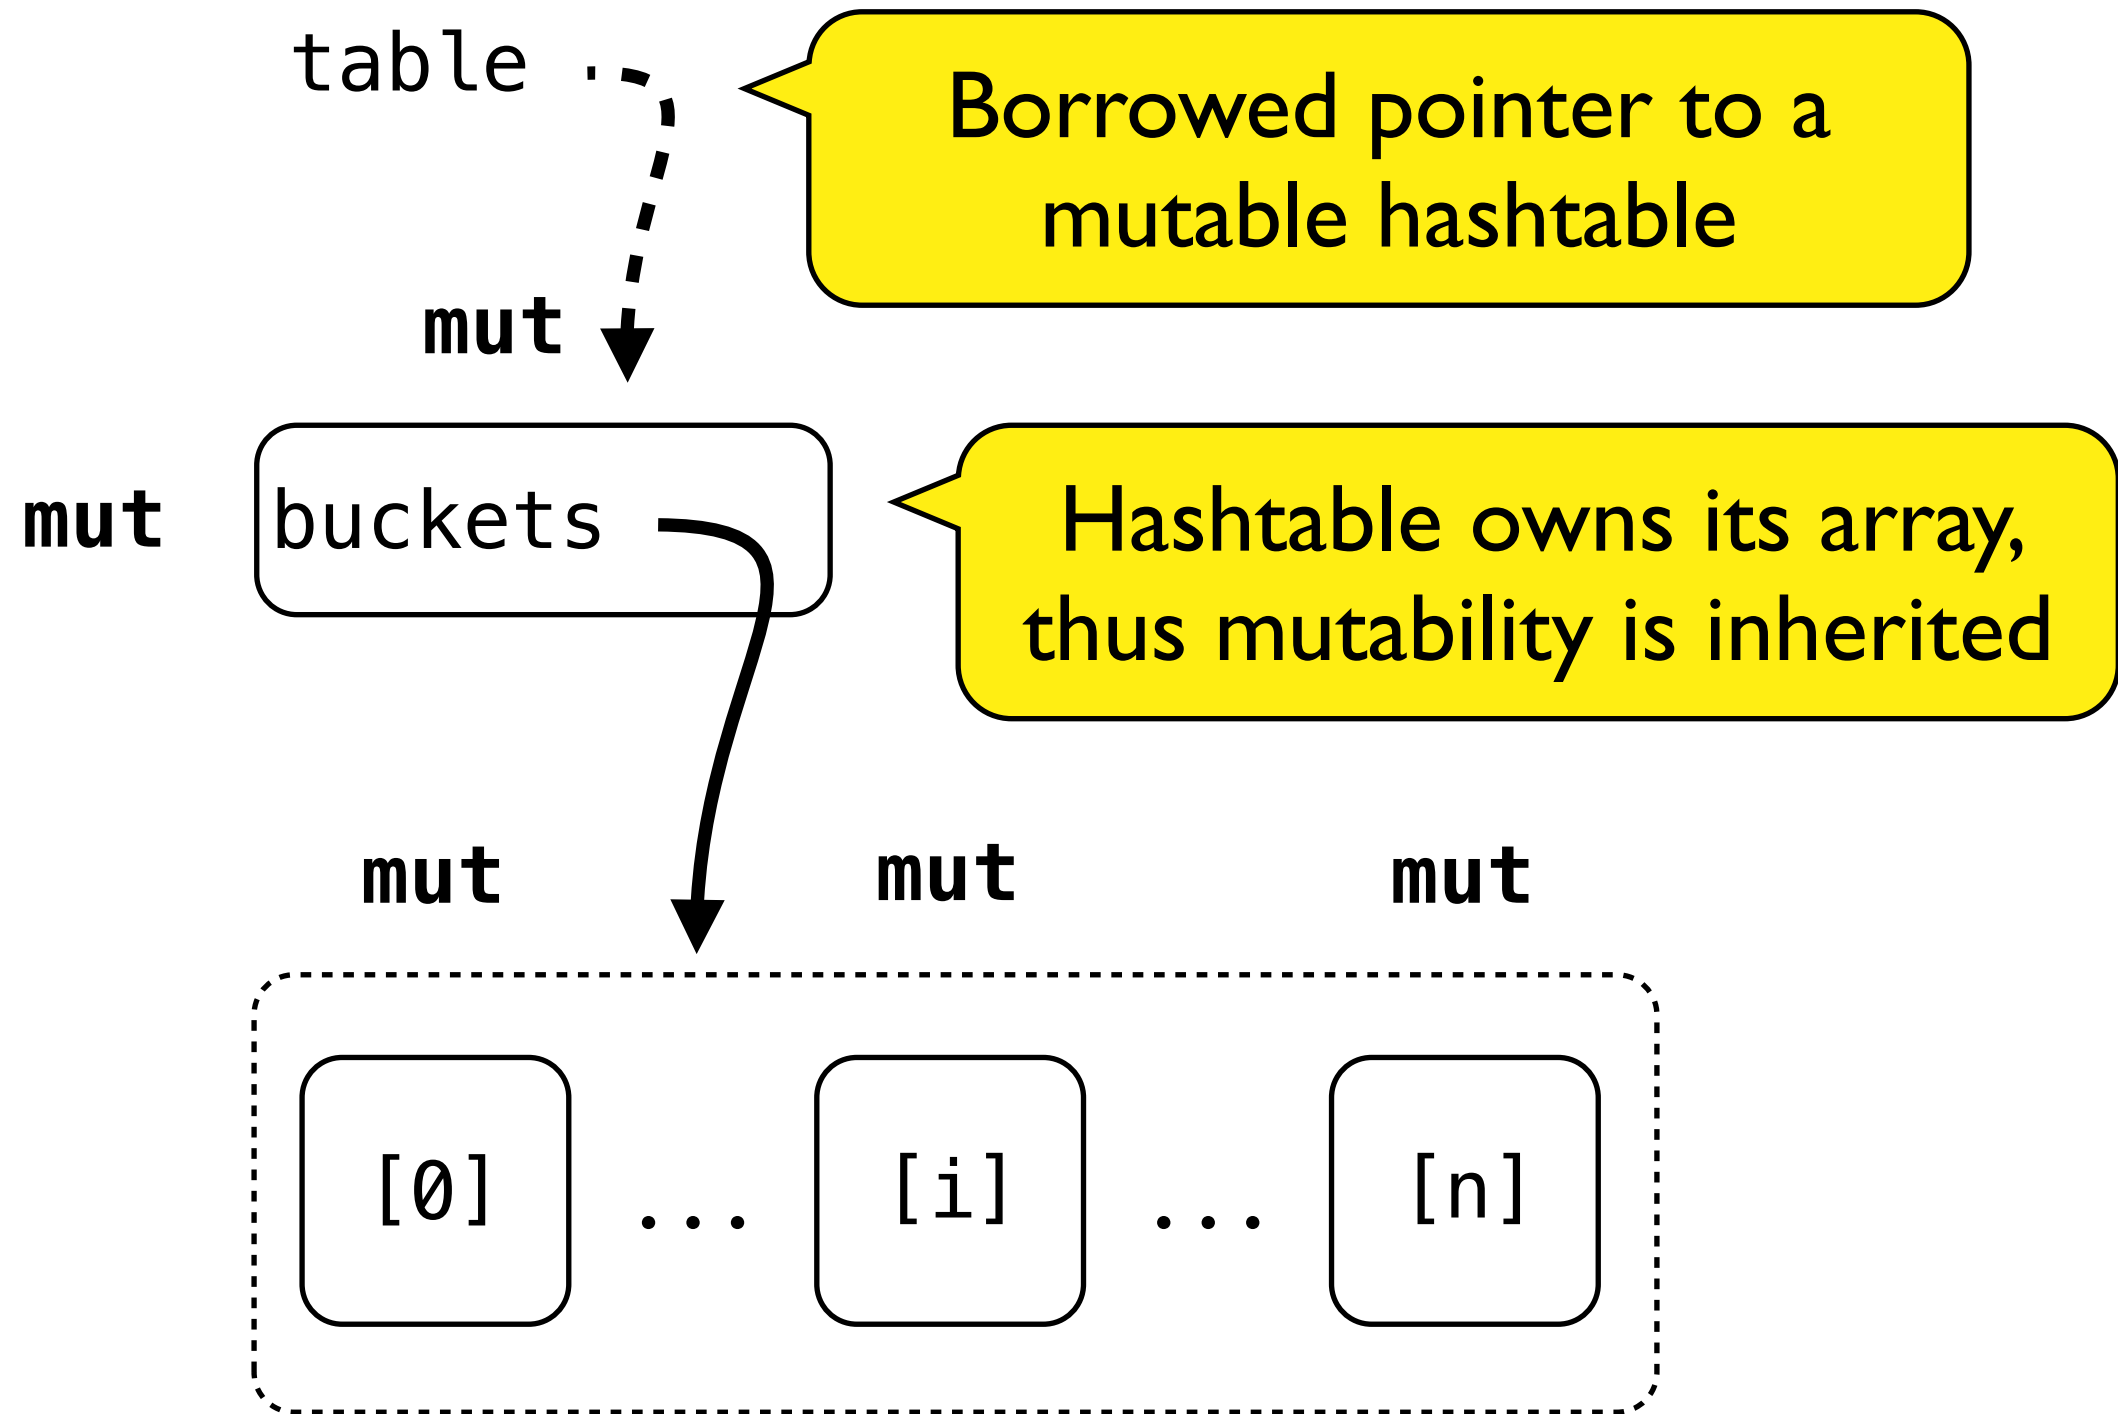 table
Borrowed pointer to a
mutable hashtable
mut
mut
buckets
Hashtable owns its array,
thus mutability is inherited
mut mut mut
[0] ... [i] ... [n]